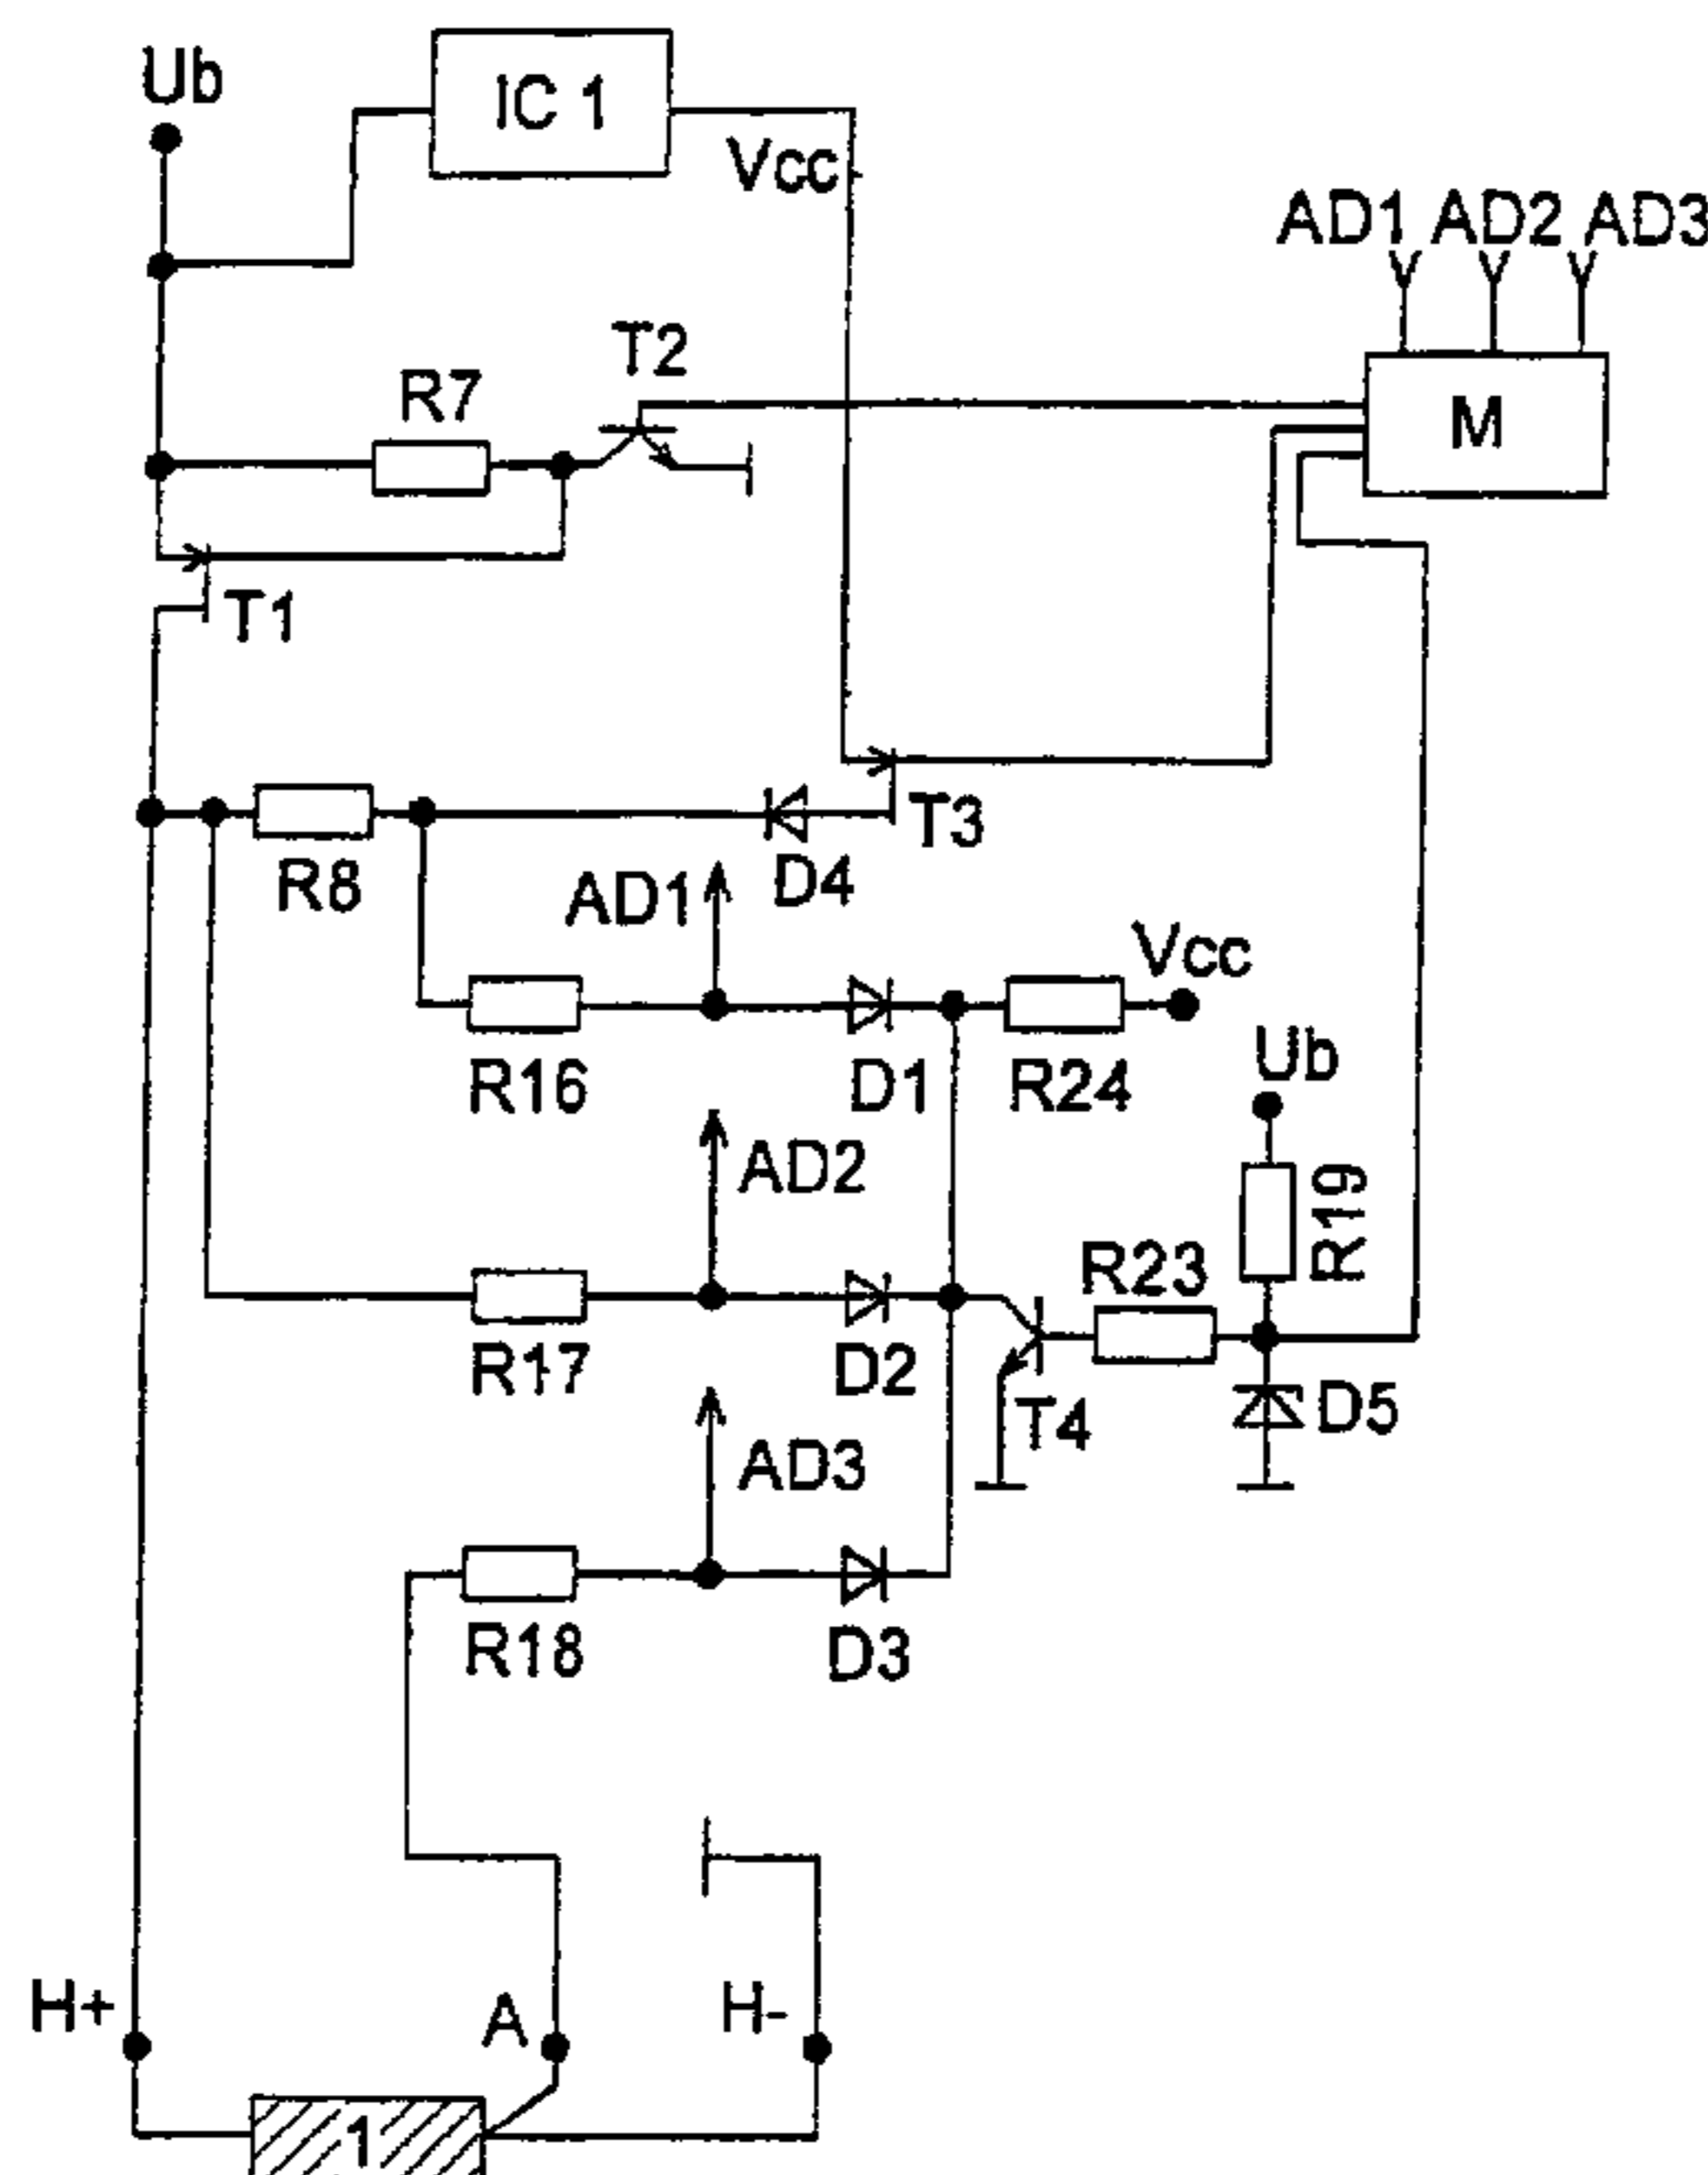 Ub
IC 1
Vcc
AD1 AD2 AD3
T2
R7
M
T1
T3
R8
D4
AD1
Vcc
R16
D1
R24
Ub
AD2
R19
R23
R17
D2
T4
D5
AD3
R18
D3
H+
A
H-
1